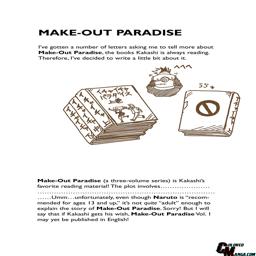 MAKE-OUT PARADISE
I've gotten a number of letters asking me to tell more about
Make-Out Paradise, the books Kakashi is always reading.
Therefore, I've decided to write a little bit about it.
Make-Out Paradise (a three-volume series) is Kakashi's
favorite reading material! The plot involves.....................
...............................................................................
......Umm...unfortunately, even though Naruto is "recom-
mended for ages 13 and up," it's not quite "adult" enough to
explain the story of Make-Out Paradise. Sorry! But I will
say that if Kakashi gets his wish, Make-Out Paradise Vol. 1
may yet be published in English!
COLORED
MANGA.COM